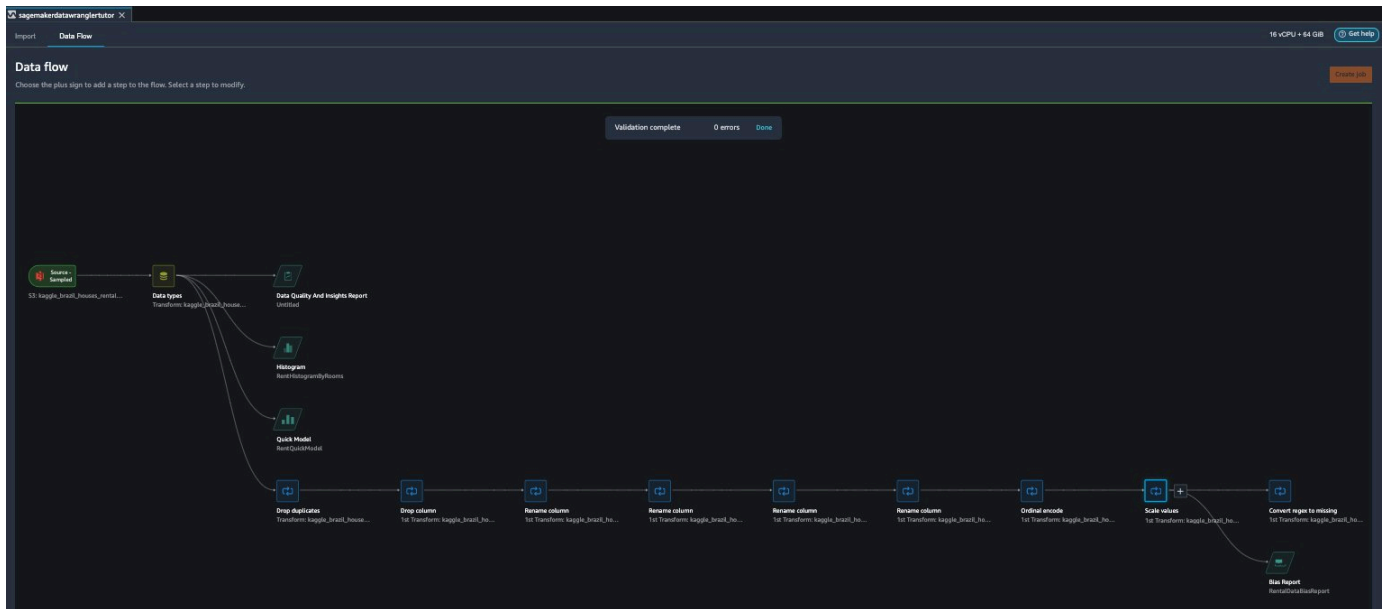 sagemakerdatawranglertutor
Import Data Flow
16 vCPU + 64 GiB Get help
Data flow
Create job
Choose the plus sign to add a step to the flow. Select a step to modify.
Validation complete 0 errors Done
Source - Sampled
S3: kaggle_brazil_houses_rental...
Data types
Transform: kaggle_brazil_house...
Data Quality And Insights Report
Untitled
Histogram
RentHistogramByRooms
Quick Model
RentQuickModel
Drop duplicates
Transform: kaggle_brazil_house...
Drop column
1st Transform: kaggle_brazil_ho...
Rename column
1st Transform: kaggle_brazil_ho...
Rename column
1st Transform: kaggle_brazil_ho...
Rename column
1st Transform: kaggle_brazil_ho...
Rename column
1st Transform: kaggle_brazil_ho...
Ordinal encode
1st Transform: kaggle_brazil_ho...
Scale values
1st Transform: kaggle_brazil_ho...
Convert regex to missing
1st Transform: kaggle_brazil_ho...
Bias Report
RentalDataBiasReport